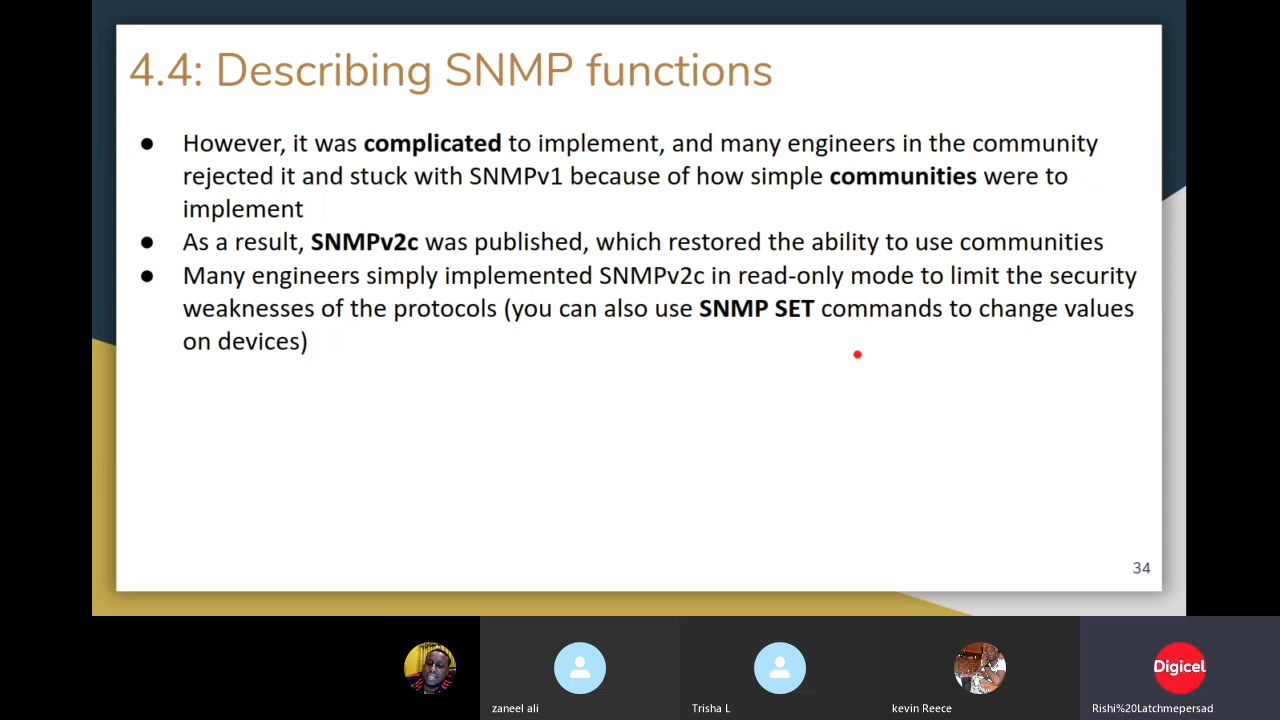 4.4: Describing SNMP functions
● However, it was complicated to implement, and many engineers in the community
rejected it and stuck with SNMPv1 because of how simple communities were to
implement
● As a result, SNMPv2c was published, which restored the ability to use communities
● Many engineers simply implemented SNMPv2c in read-only mode to limit the security
weaknesses of the protocols (you can also use SNMP SET commands to change values
on devices)
34
Digicel
zaneel ali
Trisha L
kevin Reece
Rishi%20Latchmepersad